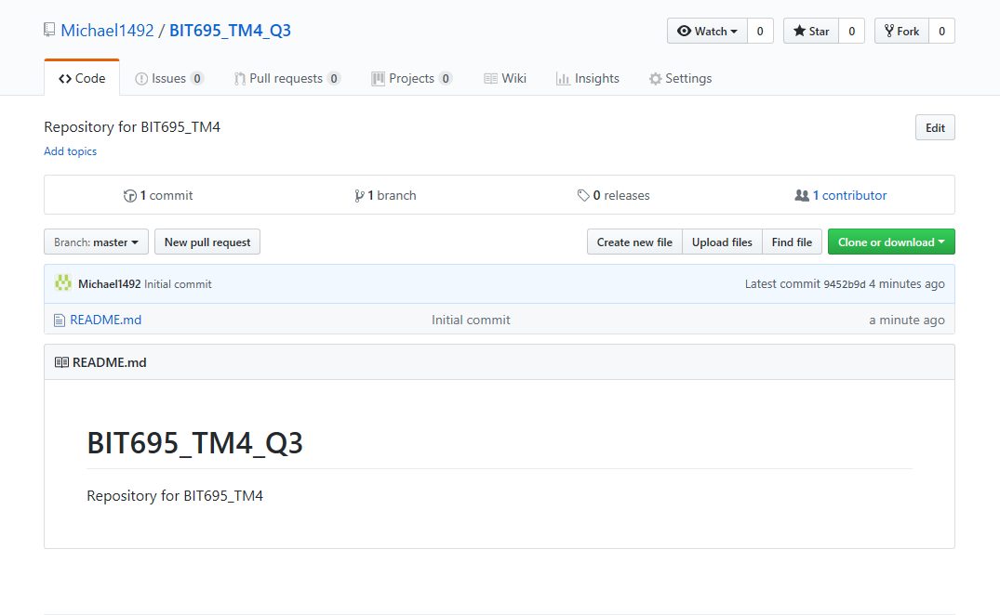 Michael1492 / BIT695_TM4_Q3 Watch 0 Star 0 Fork 0
Code Issues 0 Pull requests 0 Projects 0 Wiki Insights Settings
Repository for BIT695_TM4 Edit
Add topics
1 commit 1 branch 0 releases 1 contributor
Branch: master New pull request Create new file Upload files Find file Clone or download
Michael1492 Initial commit Latest commit 9452b9d 4 minutes ago
README.md Initial commit a minute ago
README.md
BIT695_TM4_Q3
Repository for BIT695_TM4